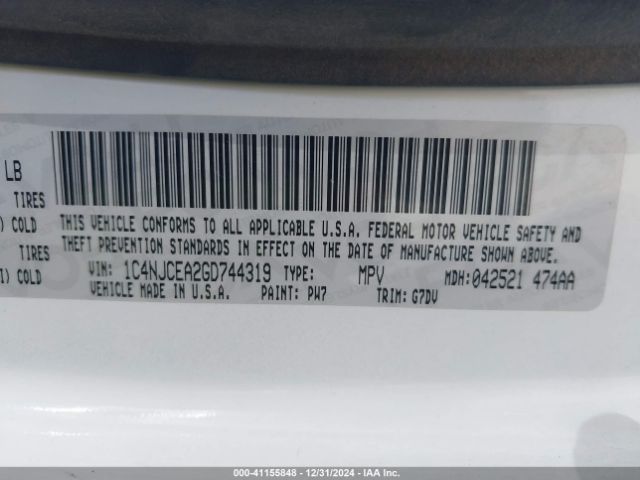 LB
TIRES
) COLD
TIRES
I) COLD
THIS VEHICLE CONFORMS TO ALL APPLICABLE U.S.A. FEDERAL MOTOR VEHICLE SAFETY AND
THEFT PREVENTION STANDARDS IN EFFECT ON THE DATE OF MANUFACTURE SHOWN ABOVE.
VIN: 1C4NJCEA2GD744319 TYPE: MPV MDH:042521 474AA
VEHICLE MADE IN U.S.A. PAINT: PW7 TRIM: G7DV
000-41155848 - 12/31/2024 - IAA Inc.